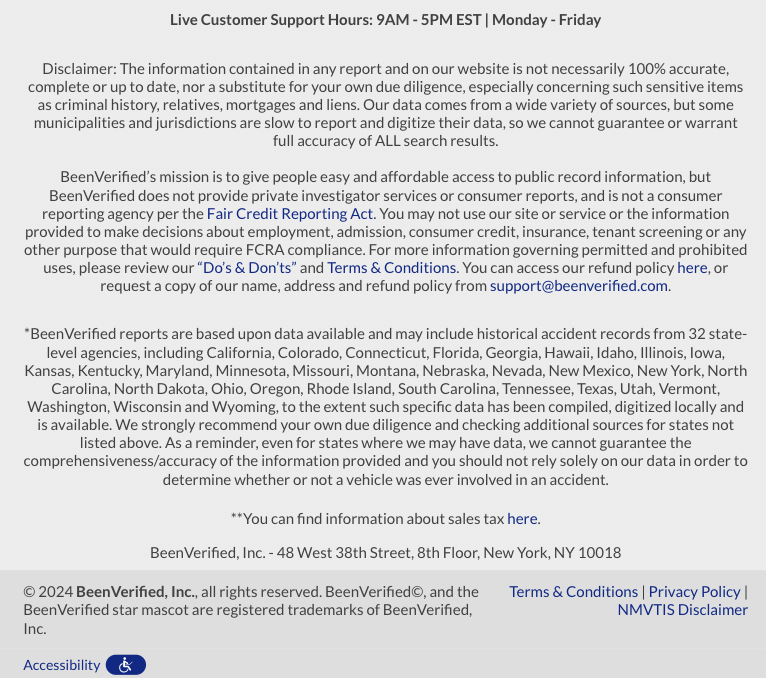 Live Customer Support Hours: 9AM - 5PM EST | Monday - Friday
Disclaimer: The information contained in any report and on our website is not necessarily 100% accurate,
complete or up to date, nor a substitute for your own due diligence, especially concerning such sensitive items
as criminal history, relatives, mortgages and liens. Our data comes from a wide variety of sources, but some
municipalities and jurisdictions are slow to report and digitize their data, so we cannot guarantee or warrant
full accuracy of ALL search results.
BeenVerified’s mission is to give people easy and affordable access to public record information, but
BeenVerified does not provide private investigator services or consumer reports, and is not a consumer
reporting agency per the Fair Credit Reporting Act. You may not use our site or service or the information
provided to make decisions about employment, admission, consumer credit, insurance, tenant screening or any
other purpose that would require FCRA compliance. For more information governing permitted and prohibited
uses, please review our “Do’s & Don’ts” and Terms & Conditions. You can access our refund policy here, or
request a copy of our name, address and refund policy from support@beenverified.com.
*BeenVerified reports are based upon data available and may include historical accident records from 32 state-
level agencies, including California, Colorado, Connecticut, Florida, Georgia, Hawaii, Idaho, Illinois, Iowa,
Kansas, Kentucky, Maryland, Minnesota, Missouri, Montana, Nebraska, Nevada, New Mexico, New York, North
Carolina, North Dakota, Ohio, Oregon, Rhode Island, South Carolina, Tennessee, Texas, Utah, Vermont,
Washington, Wisconsin and Wyoming, to the extent such specific data has been compiled, digitized locally and
is available. We strongly recommend your own due diligence and checking additional sources for states not
listed above. As a reminder, even for states where we may have data, we cannot guarantee the
comprehensiveness/accuracy of the information provided and you should not rely solely on our data in order to
determine whether or not a vehicle was ever involved in an accident.
**You can find information about sales tax here.
BeenVerified, Inc. - 48 West 38th Street, 8th Floor, New York, NY 10018
© 2024 BeenVerified, Inc., all rights reserved. BeenVerified©, and the
BeenVerified star mascot are registered trademarks of BeenVerified,
Inc.
Terms & Conditions | Privacy Policy |
NMVTIS Disclaimer
Accessibility